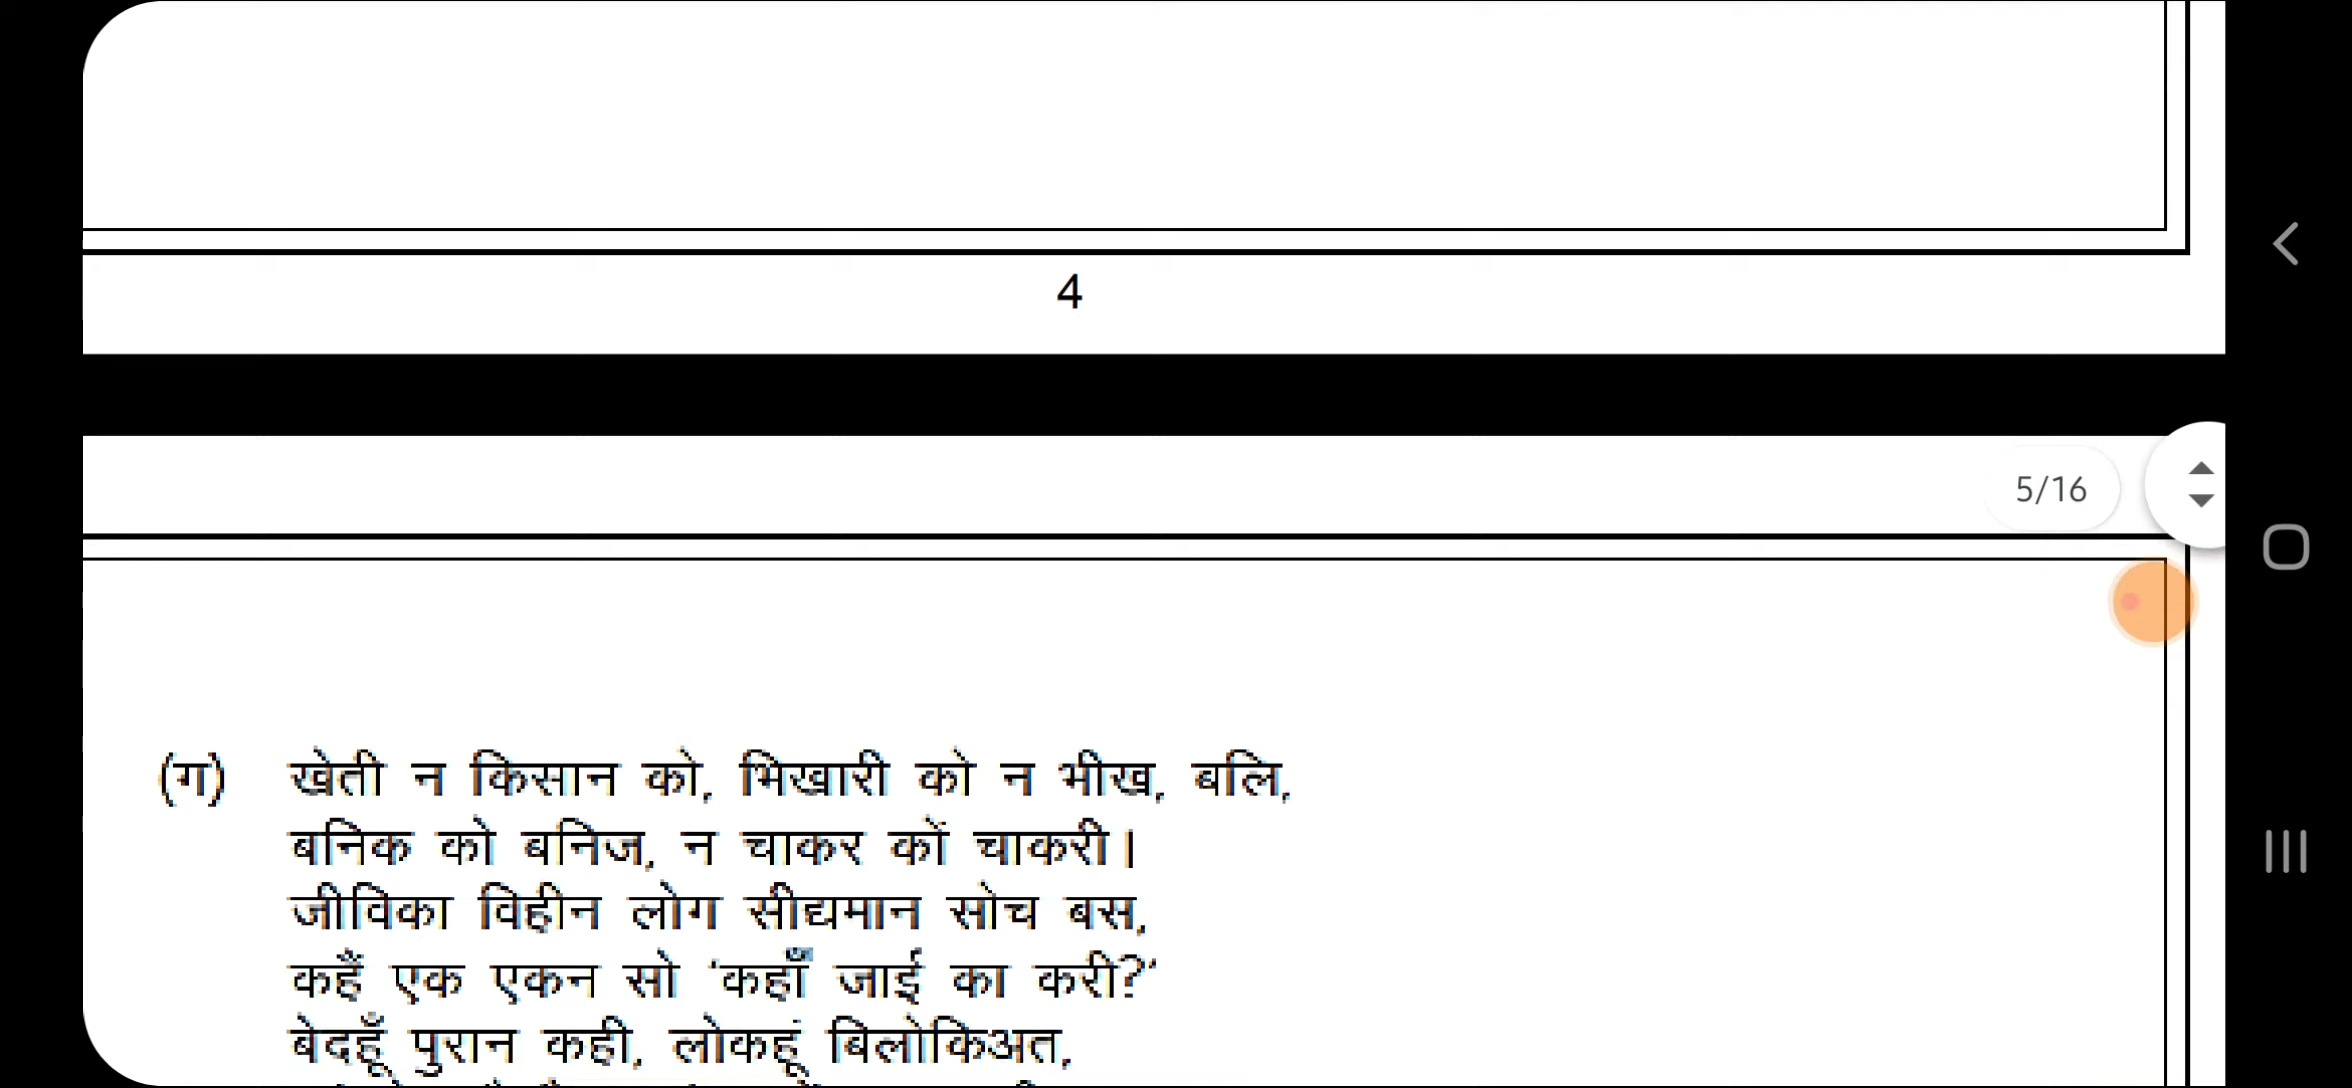 4
5/16
(ग) खेती न किसान को, भिखारी को न भीख, बलि,
बनिक को बनिज, न चाकर कों चाकरी।
जीविका विहीन लोग सीद्यमान सोच बस,
कहैं एक एकन सो ‘कहाँ जाई का करी?’
बेदहूँ पुरान कही, लोकहूं बिलोकिअत,